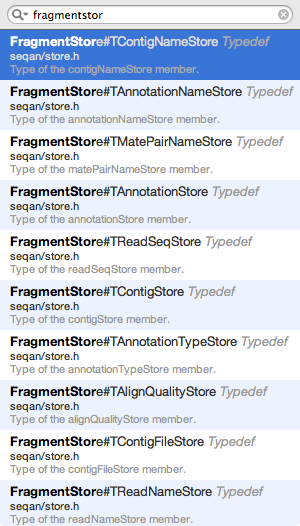 fragmentstor
FragmentStore#TContigNameStore Typedef
seqan/store.h
Type of the contigNameStore member.
FragmentStore#TAnnotationNameStore Typedef
seqan/store.h
Type of the annotationNameStore member.
FragmentStore#TMatePairNameStore Typedef
seqan/store.h
Type of the matePairNameStore member.
FragmentStore#TAnnotationStore Typedef
seqan/store.h
Type of the annotationStore member.
FragmentStore#TReadSeqStore Typedef
seqan/store.h
Type of the readSeqStore member.
FragmentStore#TContigStore Typedef
seqan/store.h
Type of the contigStore member.
FragmentStore#TAnnotationTypeStore Typedef
seqan/store.h
Type of the annotationTypeStore member.
FragmentStore#TAlignQualityStore Typedef
seqan/store.h
Type of the alignQualityStore member.
FragmentStore#TContigFileStore Typedef
seqan/store.h
Type of the contigFileStore member.
FragmentStore#TReadNameStore Typedef
seqan/store.h
Type of the readNameStore member.